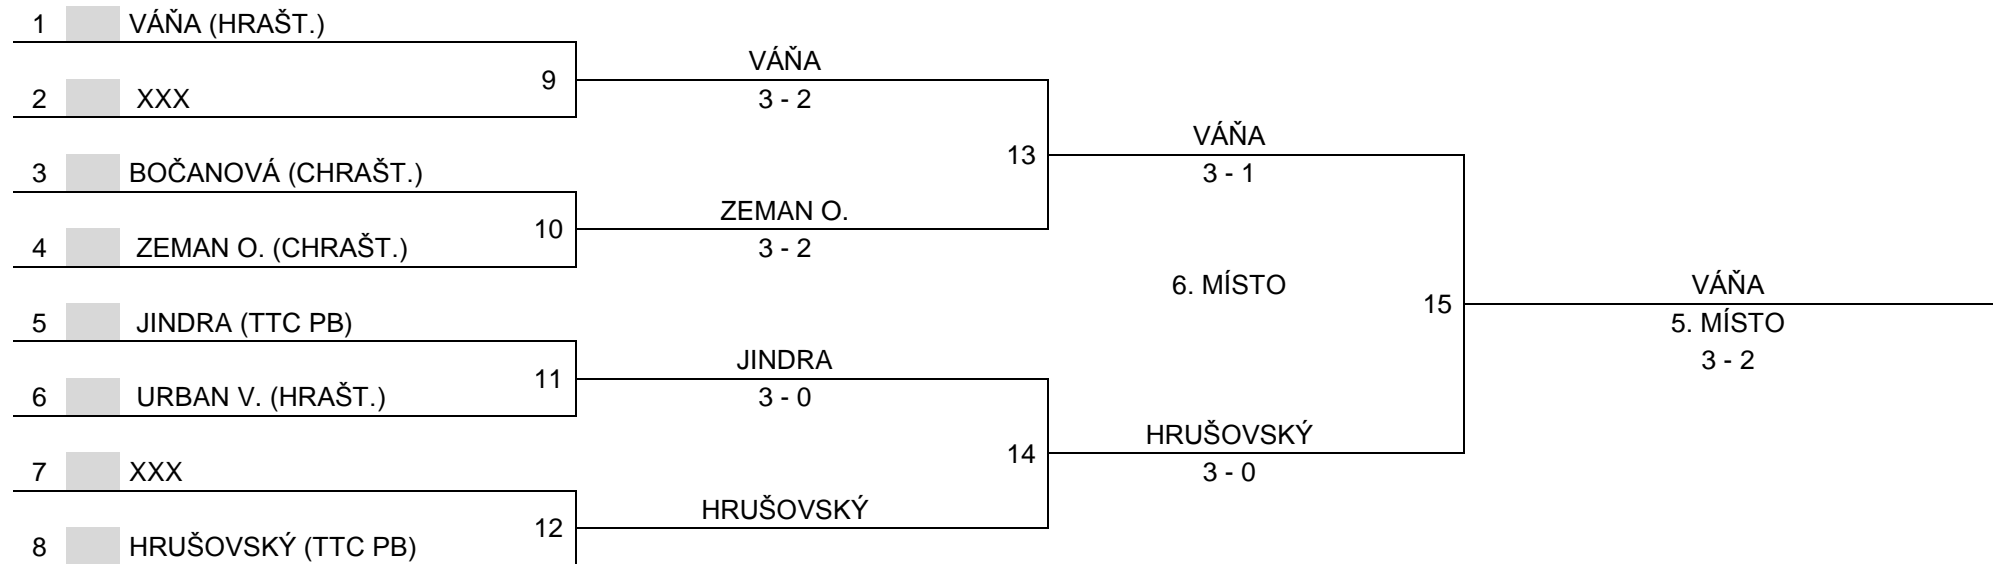 1 VÁŇA (HRAŠT.)
VÁŇA
9
2 XXX
3 - 2
VÁŇA
13
3 BOČANOVÁ (CHRAŠT.)
3 - 1
ZEMAN O.
10
4 ZEMAN O. (CHRAŠT.)
3 - 2
6. MÍSTO
VÁŇA
15
5 JINDRA (TTC PB)
5. MÍSTO
JINDRA
3 - 2
11
6 URBAN V. (HRAŠT.)
3 - 0
HRUŠOVSKÝ
14
7 XXX
3 - 0
HRUŠOVSKÝ
12
8 HRUŠOVSKÝ (TTC PB)